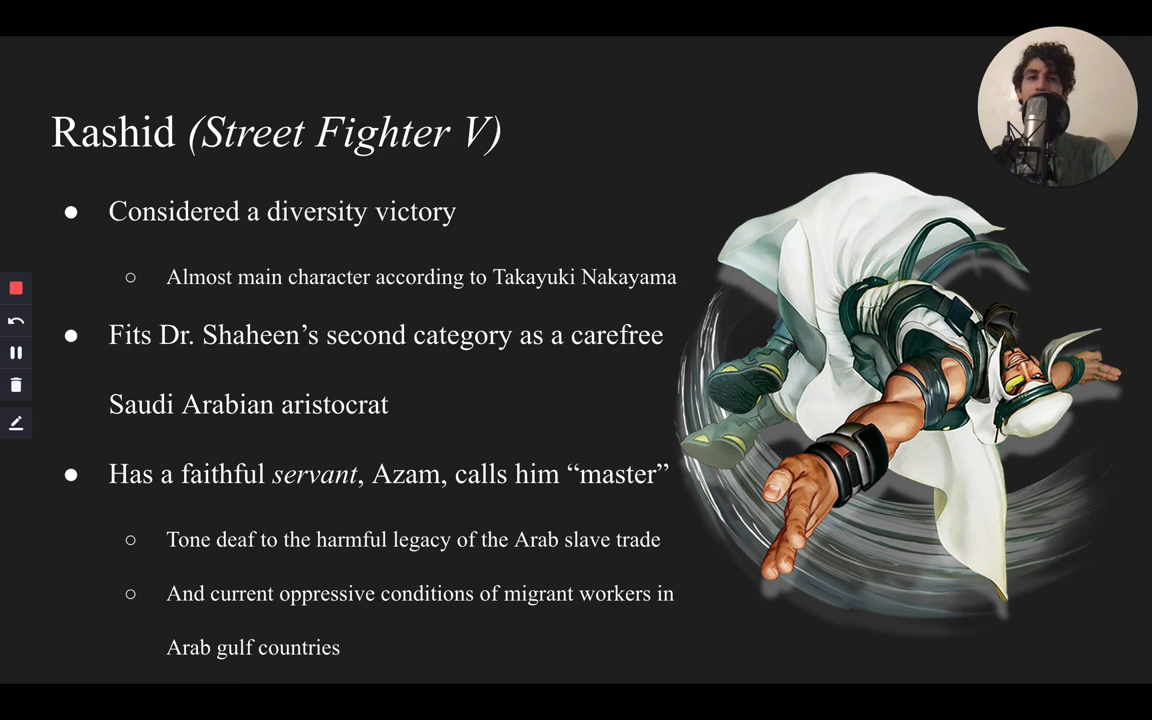 Rashid (Street Fighter V)
● Considered a diversity victory
○ Almost main character according to Takayuki Nakayama
● Fits Dr. Shaheen’s second category as a carefree
Saudi Arabian aristocrat
● Has a faithful servant, Azam, calls him “master”
○ Tone deaf to the harmful legacy of the Arab slave trade
○ And current oppressive conditions of migrant workers in
Arab gulf countries